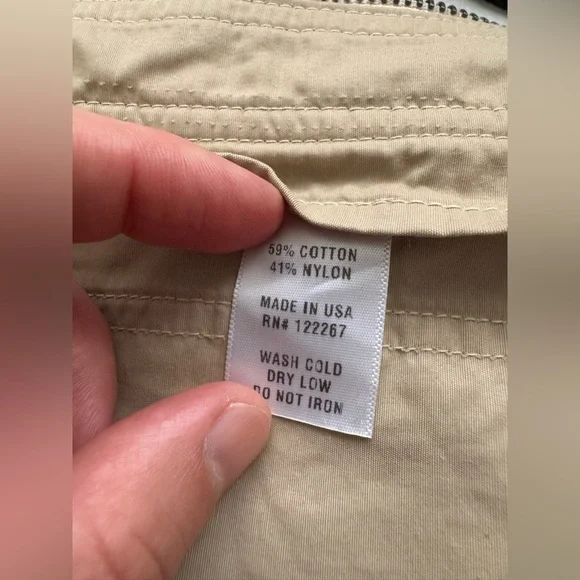 59% COTTON
41% NYLON
MADE IN USA
RN# 122267
WASH COLD
DRY LOW
DO NOT IRON